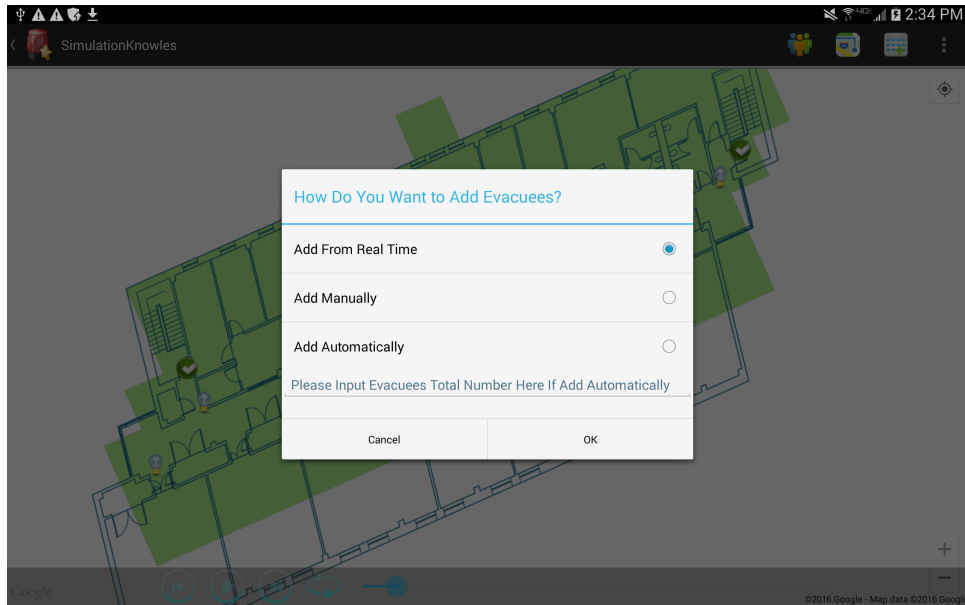 4G 2:34 PM
SimulationKnowles
How Do You Want to Add Evacuees?
Add From Real Time
Add Manually
Add Automatically
Please Input Evacuees Total Number Here If Add Automatically
Cancel
OK
Google
©2016 Google - Map data ©2016 Google